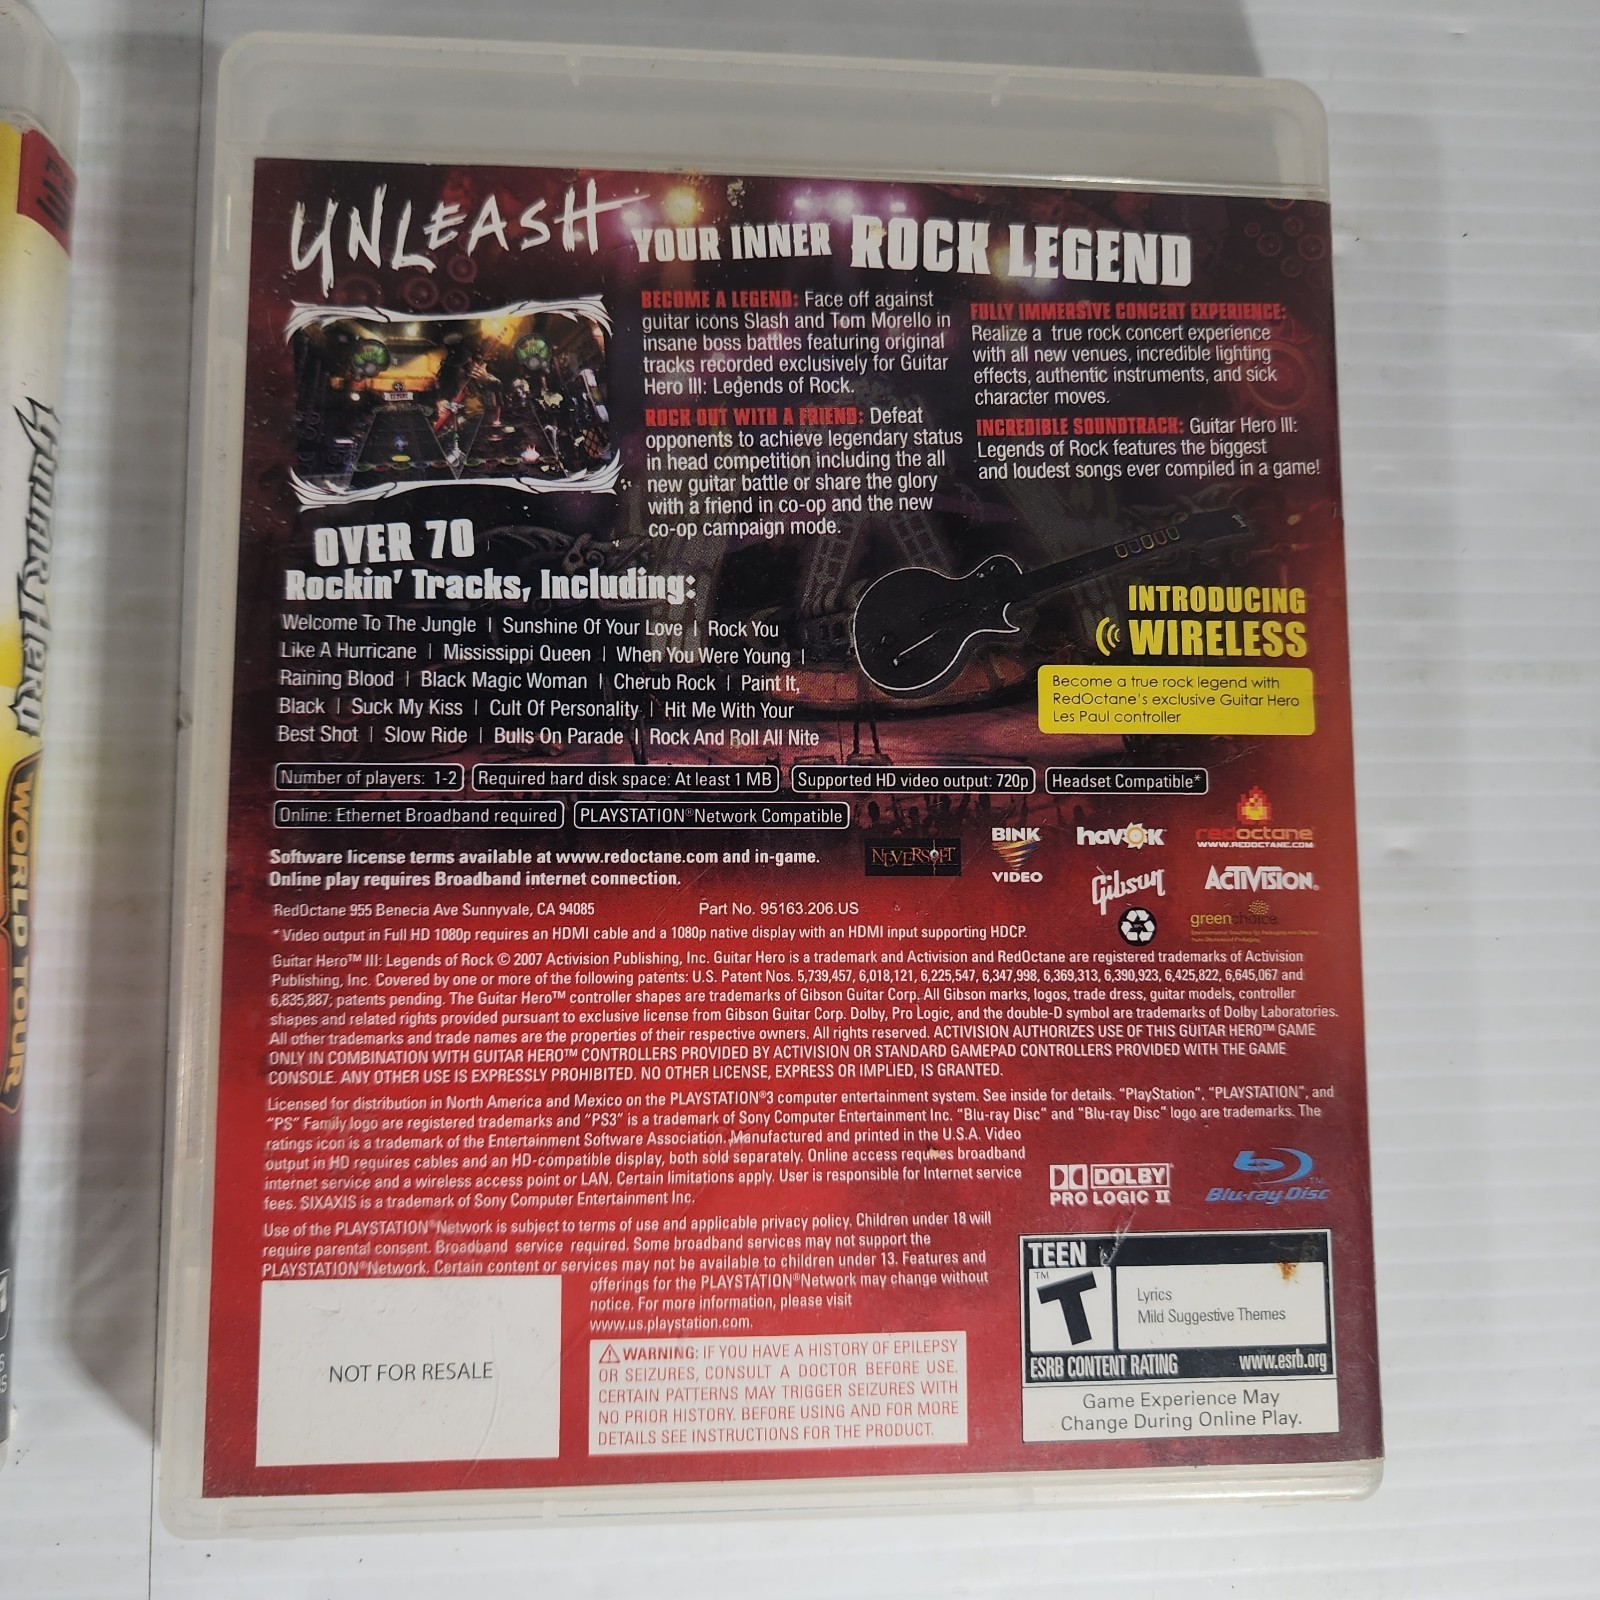 UNLEASH YOUR INNER ROCK LEGEND
BECOME A LEGEND: Face off against
guitar icons Slash and Tom Morello in
insane boss battles featuring original
tracks recorded exclusively for Guitar
Hero III: Legends of Rock.
ROCK OUT WITH A FRIEND: Defeat
opponents to achieve legendary status
in head competition including the all
new guitar battle or share the glory
with a friend in co-op and the new
co-op campaign mode.
FULLY IMMERSIVE CONCERT EXPERIENCE:
Realize a true rock concert experience
with all new venues, incredible lighting
effects, authentic instruments, and sick
character moves.
INCREDIBLE SOUNDTRACK: Guitar Hero III:
Legends of Rock features the biggest
and loudest songs ever compiled in a game!
OVER 70
Rockin' Tracks, Including:
Welcome To The Jungle | Sunshine Of Your Love | Rock You
Like A Hurricane | Mississippi Queen | When You Were Young |
Raining Blood | Black Magic Woman | Cherub Rock | Paint It,
Black | Suck My Kiss | Cult Of Personality | Hit Me With Your
Best Shot | Slow Ride | Bulls On Parade | Rock And Roll All Nite
INTRODUCING
WIRELESS
Become a true rock legend with
RedOctane's exclusive Guitar Hero
Les Paul controller
Number of players: 1-2 Required hard disk space: At least 1 MB Supported HD video output: 720p Headset Compatible*
Online: Ethernet Broadband required PLAYSTATION®Network Compatible
Software license terms available at www.redoctane.com and in-game.
Online play requires Broadband internet connection.
NEVERSOFT
BINK
VIDEO
havok
redoctane
WWW.REDOCTANE.COM
Gibson
ACTIVISION®
greenchoice
RedOctane 955 Benecia Ave Sunnyvale, CA 94085 Part No. 95163.206.US
*Video output in Full HD 1080p requires an HDMI cable and a 1080p native display with an HDMI input supporting HDCP.
Guitar Hero™ III: Legends of Rock © 2007 Activision Publishing, Inc. Guitar Hero is a trademark and Activision and RedOctane are registered trademarks of Activision
Publishing, Inc. Covered by one or more of the following patents: U.S. Patent Nos. 5,739,457, 6,018,121, 6,225,547, 6,347,998, 6,369,313, 6,390,923, 6,425,822, 6,645,067 and
6,835,887; patents pending. The Guitar Hero™ controller shapes are trademarks of Gibson Guitar Corp. All Gibson marks, logos, trade dress, guitar models, controller
shapes and related rights provided pursuant to exclusive license from Gibson Guitar Corp. Dolby, Pro Logic, and the double-D symbol are trademarks of Dolby Laboratories.
All other trademarks and trade names are the properties of their respective owners. All rights reserved. ACTIVISION AUTHORIZES USE OF THIS GUITAR HERO™ GAME
ONLY IN COMBINATION WITH GUITAR HERO™ CONTROLLERS PROVIDED BY ACTIVISION OR STANDARD GAMEPAD CONTROLLERS PROVIDED WITH THE GAME
CONSOLE. ANY OTHER USE IS EXPRESSLY PROHIBITED. NO OTHER LICENSE, EXPRESS OR IMPLIED, IS GRANTED.
Licensed for distribution in North America and Mexico on the PLAYSTATION®3 computer entertainment system. See inside for details. "PlayStation", "PLAYSTATION", and
"PS" Family logo are registered trademarks and "PS3" is a trademark of Sony Computer Entertainment Inc. "Blu-ray Disc" and "Blu-ray Disc" logo are trademarks. The
ratings icon is a trademark of the Entertainment Software Association. Manufactured and printed in the U.S.A. Video
output in HD requires cables and an HD-compatible display, both sold separately. Online access requires broadband
internet service and a wireless access point or LAN. Certain limitations apply. User is responsible for Internet service
fees. SIXAXIS is a trademark of Sony Computer Entertainment Inc.
Use of the PLAYSTATION®Network is subject to terms of use and applicable privacy policy. Children under 18 will
require parental consent. Broadband service required. Some broadband services may not support the
PLAYSTATION®Network. Certain content or services may not be available to children under 13. Features and
offerings for the PLAYSTATION®Network may change without
notice. For more information, please visit
www.us.playstation.com.
DOLBY
PRO LOGIC II
Blu-ray Disc™
NOT FOR RESALE
WARNING: IF YOU HAVE A HISTORY OF EPILEPSY
OR SEIZURES, CONSULT A DOCTOR BEFORE USE.
CERTAIN PATTERNS MAY TRIGGER SEIZURES WITH
NO PRIOR HISTORY. BEFORE USING AND FOR MORE
DETAILS SEE INSTRUCTIONS FOR THE PRODUCT.
TEEN
T™
Lyrics
Mild Suggestive Themes
ESRB CONTENT RATING www.esrb.org
Game Experience May
Change During Online Play.
Guitar Hero
WORLD TOUR